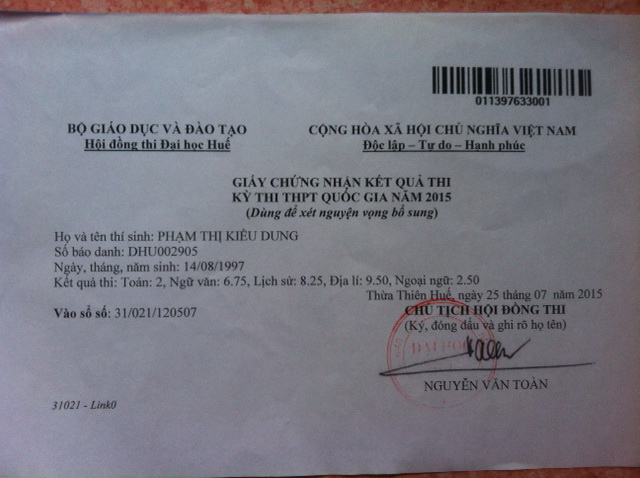 011397633001
BỘ GIÁO DỤC VÀ ĐÀO TẠO
Hội đồng thi Đại học Huế
CỘNG HÒA XÃ HỘI CHỦ NGHĨA VIỆT NAM
Độc lập – Tự do – Hạnh phúc
GIẤY CHỨNG NHẬN KẾT QUẢ THI
KỲ THI THPT QUỐC GIA NĂM 2015
(Dùng để xét nguyện vọng bổ sung)
Họ và tên thí sinh: PHẠM THỊ KIỀU DUNG
Số báo danh: DHU002905
Ngày, tháng, năm sinh: 14/08/1997
Kết quả thi: Toán: 2, Ngữ văn: 6.75, Lịch sử: 8.25, Địa lí: 9.50, Ngoại ngữ: 2.50
Thừa Thiên Huế, ngày 25 tháng 07 năm 2015
Vào sổ số: 31/021/120507
CHỦ TỊCH HỘI ĐỒNG THI
(Ký, đóng dấu và ghi rõ họ tên)
NGUYỄN VĂN TOÀN
31021 - Link0